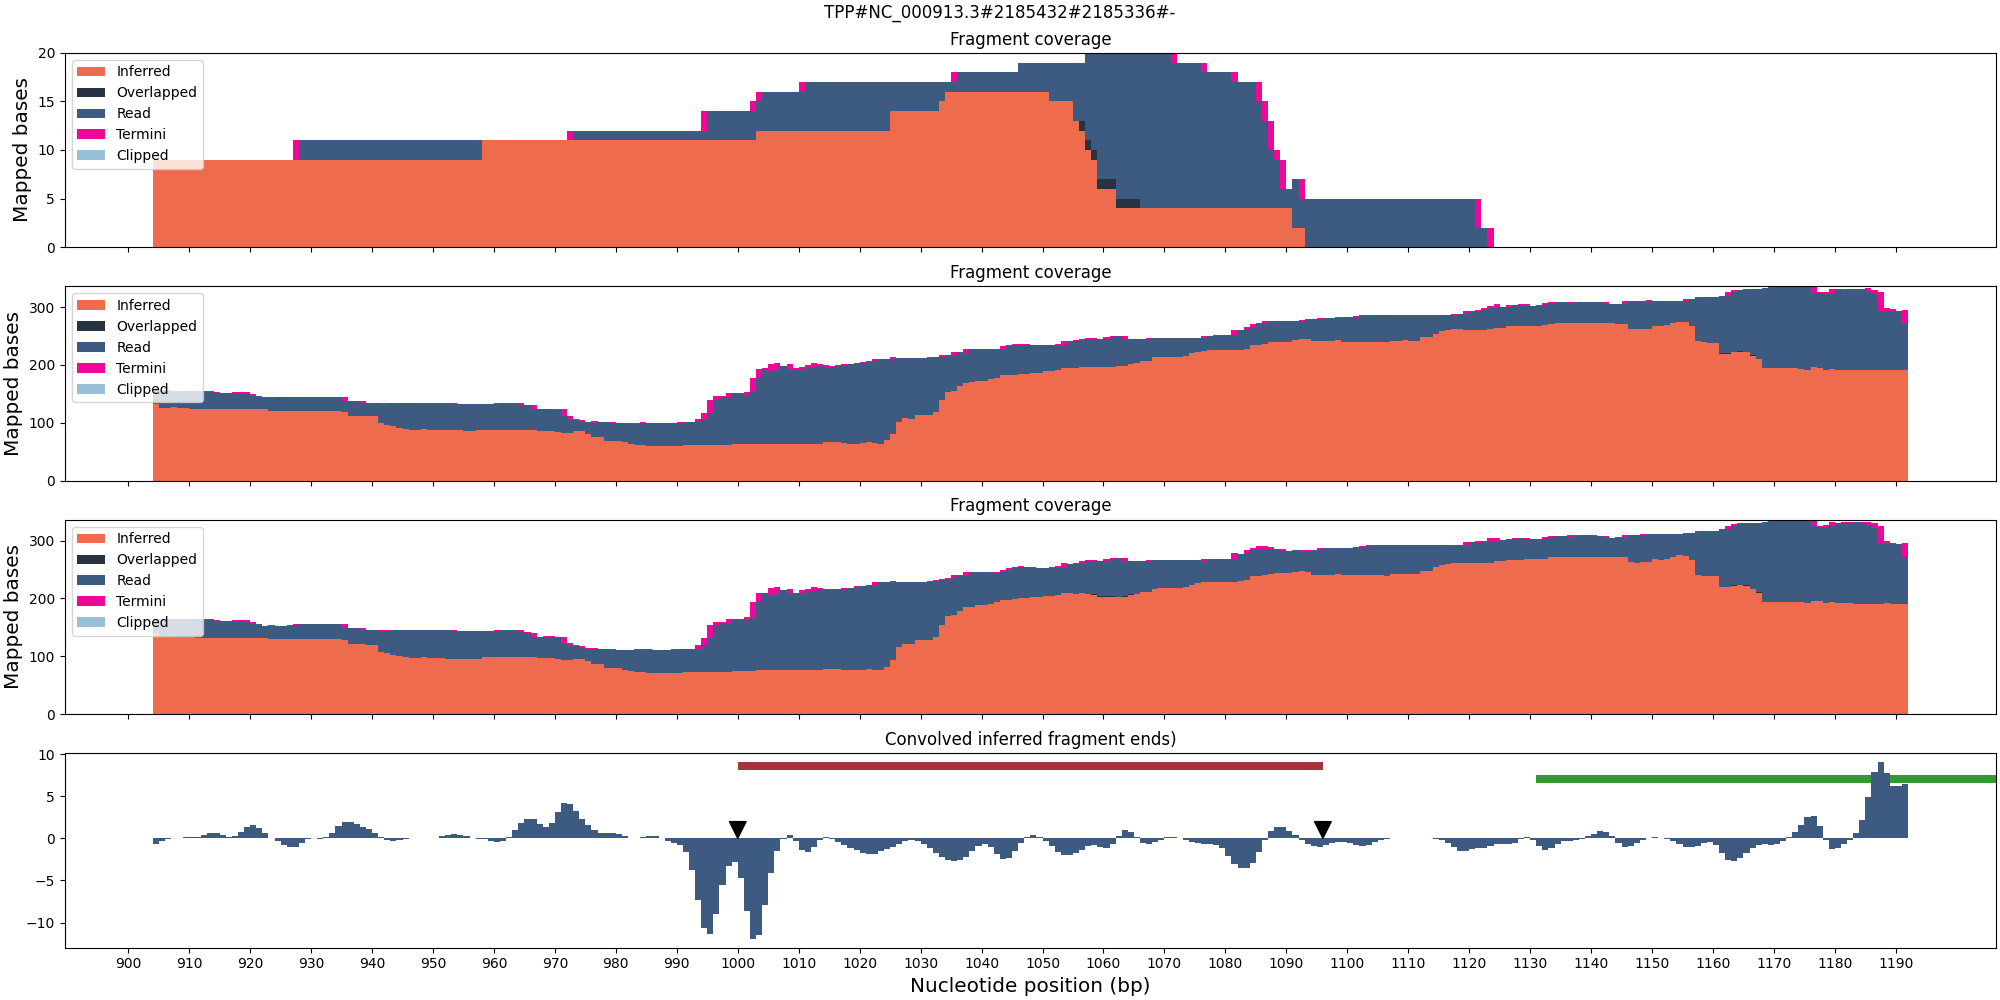 TPP#NC_000913.3#2185432#2185336#-
Fragment coverage
Mapped bases
20
15
10
5
0
Inferred
Overlapped
Read
Termini
Clipped
Fragment coverage
Mapped bases
300
200
100
0
Inferred
Overlapped
Read
Termini
Clipped
Fragment coverage
Mapped bases
300
200
100
0
Inferred
Overlapped
Read
Termini
Clipped
Convolved inferred fragment ends)
10
5
0
−5
−10
900 910 920 930 940 950 960 970 980 990 1000 1010 1020 1030 1040 1050 1060 1070 1080 1090 1100 1110 1120 1130 1140 1150 1160 1170 1180 1190
Nucleotide position (bp)